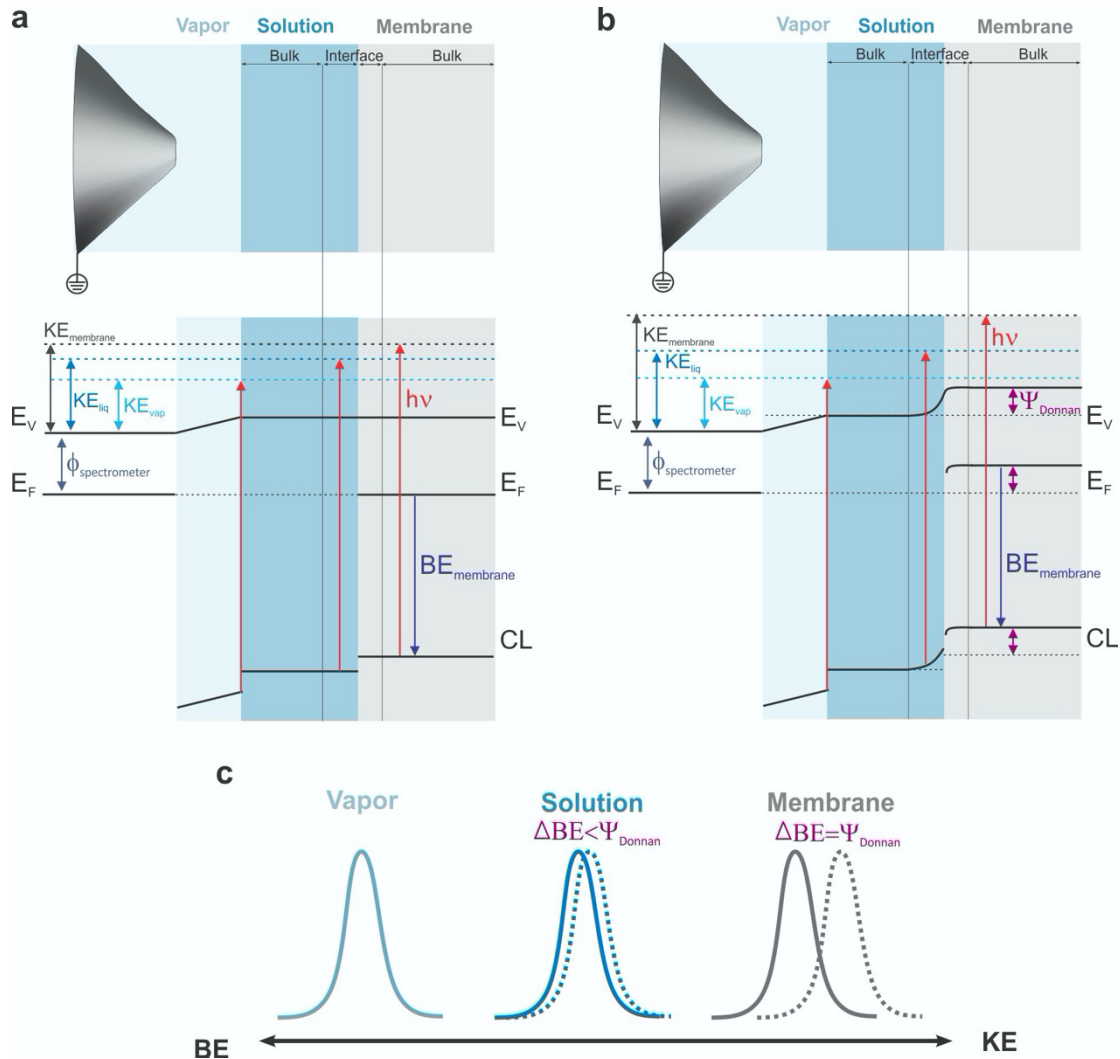 a
Vapor Solution Membrane
Bulk Interface Bulk
KE_membrane
KE_liq
KE_vap
hν
E_V E_V
ϕ_spectrometer
E_F E_F
BE_membrane
CL
b
Vapor Solution Membrane
Bulk Interface Bulk
KE_membrane
hν
KE_liq
KE_vap
Ψ_Donnan
E_V E_V
ϕ_spectrometer
E_F E_F
BE_membrane
CL
c
Vapor Solution Membrane
ΔBE<Ψ_Donnan ΔBE=Ψ_Donnan
BE KE